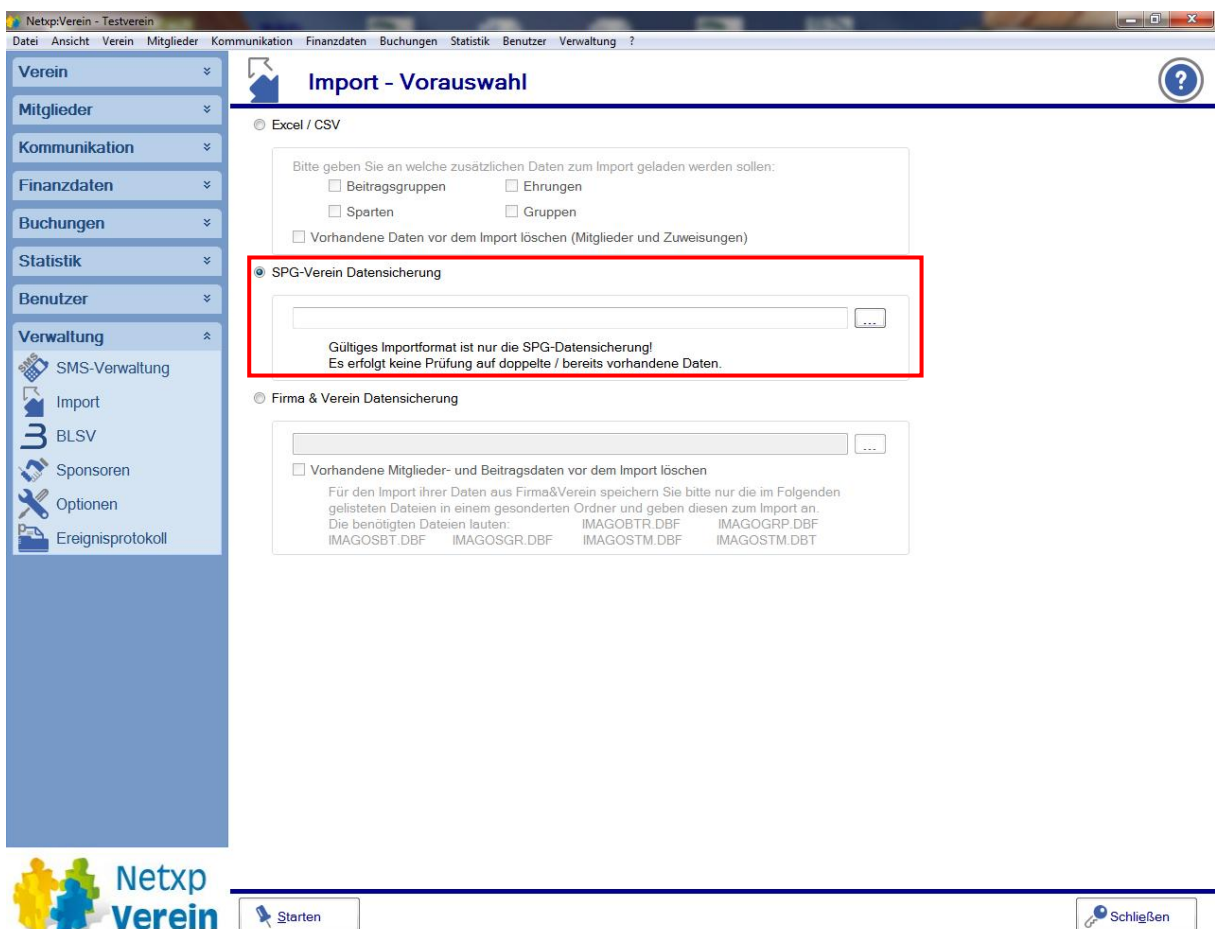 Netxp:Verein - Testverein
Datei Ansicht Verein Mitglieder Kommunikation Finanzdaten Buchungen Statistik Benutzer Verwaltung ?
Verein
Mitglieder
Kommunikation
Finanzdaten
Buchungen
Statistik
Benutzer
Verwaltung
SMS-Verwaltung
Import
BLSV
Sponsoren
Optionen
Ereignisprotokoll
Netxp
Verein
Import - Vorauswahl
?
Excel / CSV
Bitte geben Sie an welche zusätzlichen Daten zum Import geladen werden sollen:
Beitragsgruppen Ehrungen
Sparten Gruppen
Vorhandene Daten vor dem Import löschen (Mitglieder und Zuweisungen)
SPG-Verein Datensicherung
...
Gültiges Importformat ist nur die SPG-Datensicherung!
Es erfolgt keine Prüfung auf doppelte / bereits vorhandene Daten.
Firma & Verein Datensicherung
...
Vorhandene Mitglieder- und Beitragsdaten vor dem Import löschen
Für den Import ihrer Daten aus Firma&Verein speichern Sie bitte nur die im Folgenden
gelisteten Dateien in einem gesonderten Ordner und geben diesen zum Import an.
Die benötigten Dateien lauten: IMAGOBTR.DBF IMAGOGRP.DBF
IMAGOSBT.DBF IMAGOSGR.DBF IMAGOSTM.DBF IMAGOSTM.DBT
Starten
Schließen